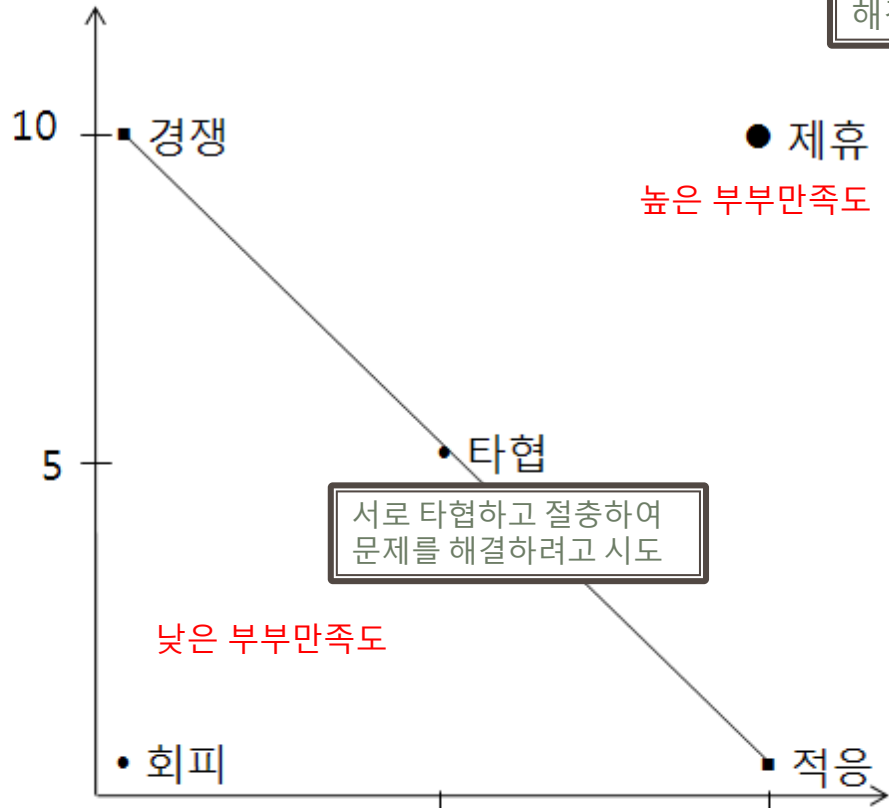 10
경쟁
제휴
높은 부부만족도
5
타협
서로 타협하고 절충하여
문제를 해결하려고 시도
낮은 부부만족도
회피
적응